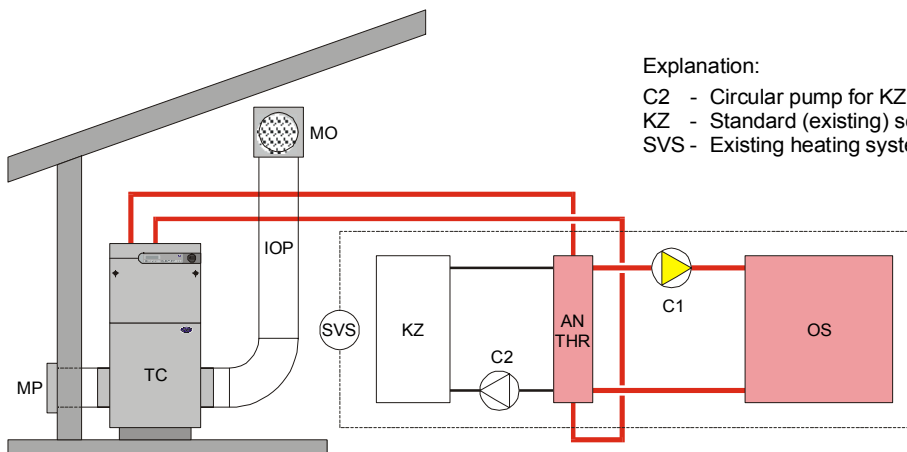 Explanation:
C2 - Circular pump for KZ
KZ - Standard (existing)
SVS - Existing heating
MO
IOP
SVS
KZ
AN
THR
C1
OS
C2
MP
TC